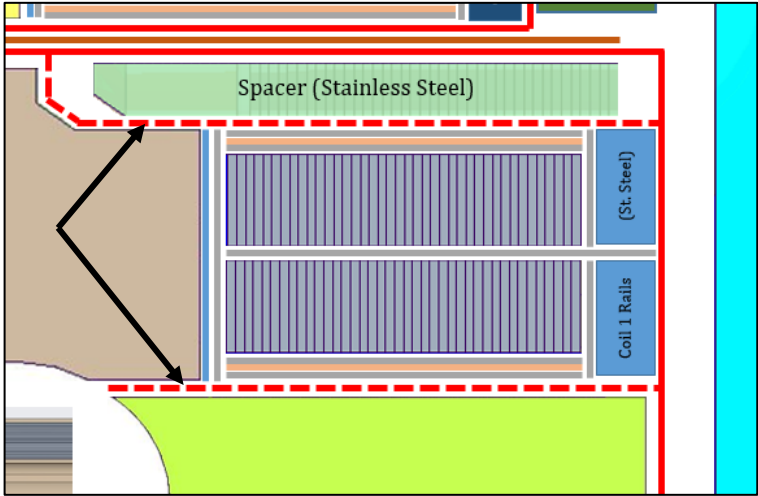 Spacer (Stainless Steel)
(St. Steel)
Coil 1 Rails